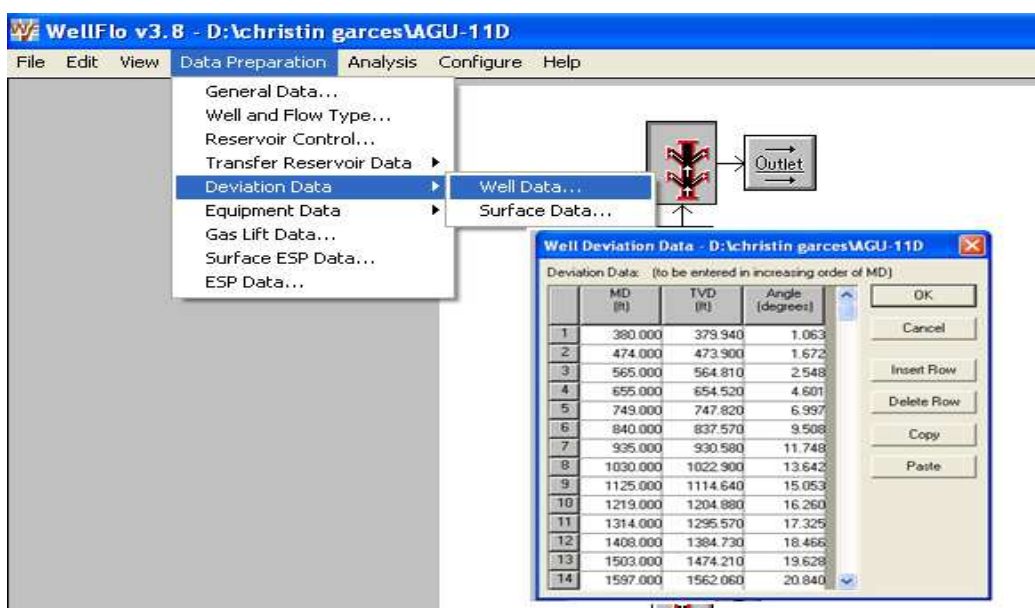 WellFlo v3.8 - D:\christin garces\AGU-11D
File Edit View Data Preparation Analysis Configure Help
General Data...
Well and Flow Type...
Reservoir Control...
Transfer Reservoir Data
Deviation Data
Equipment Data
Gas Lift Data...
Surface ESP Data...
ESP Data...
Well Data...
Surface Data...
Outlet
Well Deviation Data - D:\christin garces\AGU-11D
Deviation Data: (to be entered in increasing order of MD)
MD (ft) TVD (ft) Angle (degrees)
1 380.000 379.940 1.063
2 474.000 473.900 1.672
3 565.000 564.810 2.548
4 655.000 654.520 4.601
5 749.000 747.820 6.997
6 840.000 837.570 9.508
7 935.000 930.580 11.748
8 1030.000 1022.900 13.642
9 1125.000 1114.640 15.053
10 1219.000 1204.880 16.260
11 1314.000 1295.570 17.325
12 1408.000 1384.730 18.466
13 1503.000 1474.210 19.628
14 1597.000 1562.060 20.840
OK
Cancel
Insert Row
Delete Row
Copy
Paste